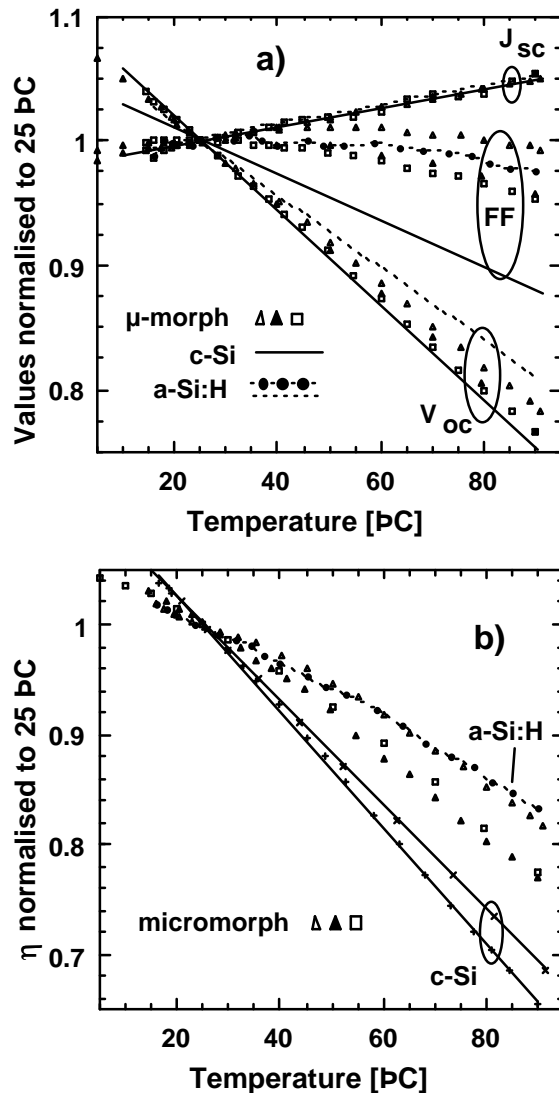 1.1
a)
J sc
1.05
1
0.9
0.8
FF
μ-morph
c-Si
a-Si:H
V oc
Values normalised to 25 ÞC
20 40 60 80
Temperature [ÞC]
b)
1
0.9
0.8
0.7
a-Si:H
micromorph
c-Si
η normalised to 25 ÞC
20 40 60 80
Temperature [ÞC]